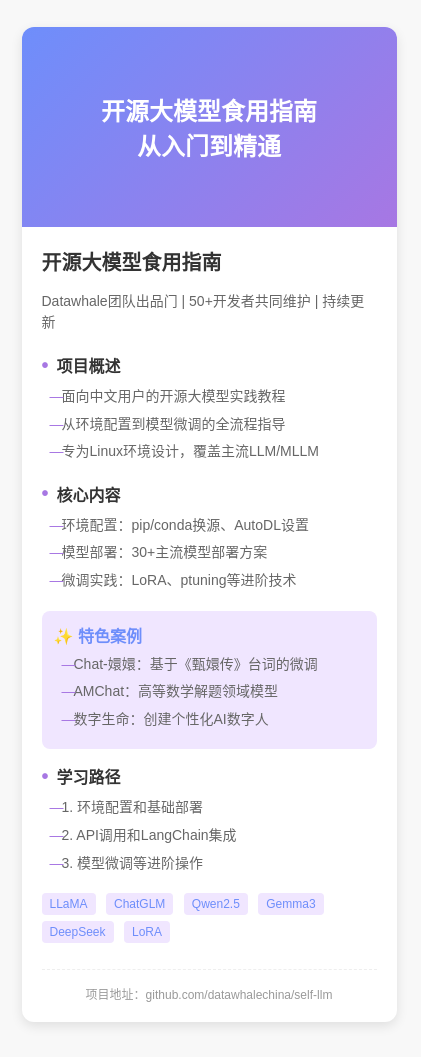 开源大模型食用指南
从入门到精通
开源大模型食用指南
Datawhale团队出品门 | 50+开发者共同维护 | 持续更
新
• 项目概述
—面向中文用户的开源大模型实践教程
—从环境配置到模型微调的全流程指导
—专为Linux环境设计，覆盖主流LLM/MLLM
• 核心内容
—环境配置：pip/conda换源、AutoDL设置
—模型部署：30+主流模型部署方案
—微调实践：LoRA、ptuning等进阶技术
✨ 特色案例
—Chat-嬛嬛：基于《甄嬛传》台词的微调
—AMChat：高等数学解题领域模型
—数字生命：创建个性化AI数字人
• 学习路径
—1. 环境配置和基础部署
—2. API调用和LangChain集成
—3. 模型微调等进阶操作
LLaMA ChatGLM Qwen2.5 Gemma3
DeepSeek LoRA
项目地址：github.com/datawhalechina/self-llm